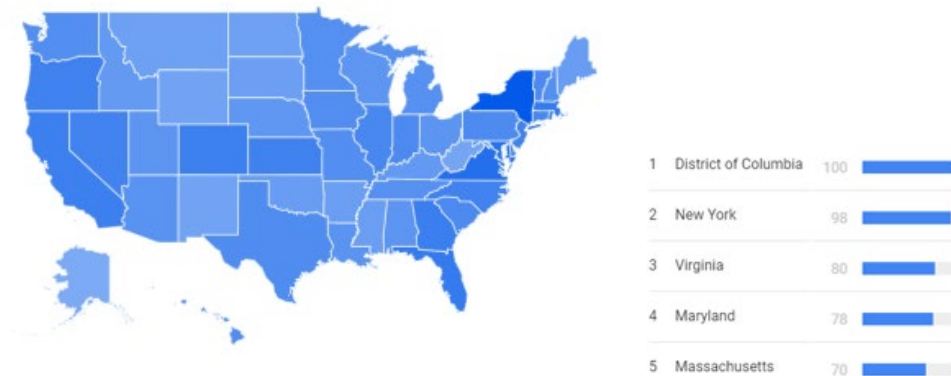 1 District of Columbia 100
2 New York 98
3 Virginia 80
4 Maryland 78
5 Massachusetts 70